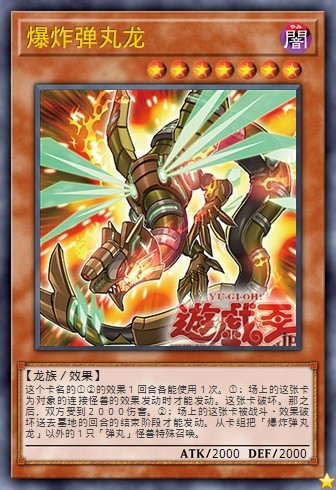 爆炸弹丸龙
闇
YU-GI-OH!
遊戯王
【龙族/效果】
这个卡名的①②的效果1回合各能使用1次。①:场上的这张卡
为对象的连接怪兽的效果发动时才能发动。这张卡破坏。那之
后,双方受到2000伤害。②:场上的这张卡被战斗·效果破
坏送去墓地的回合的结束阶段才能发动。从卡组把「爆炸弹丸
龙」以外的1只「弹丸」怪兽特殊召唤。
ATK/2000 DEF/2000